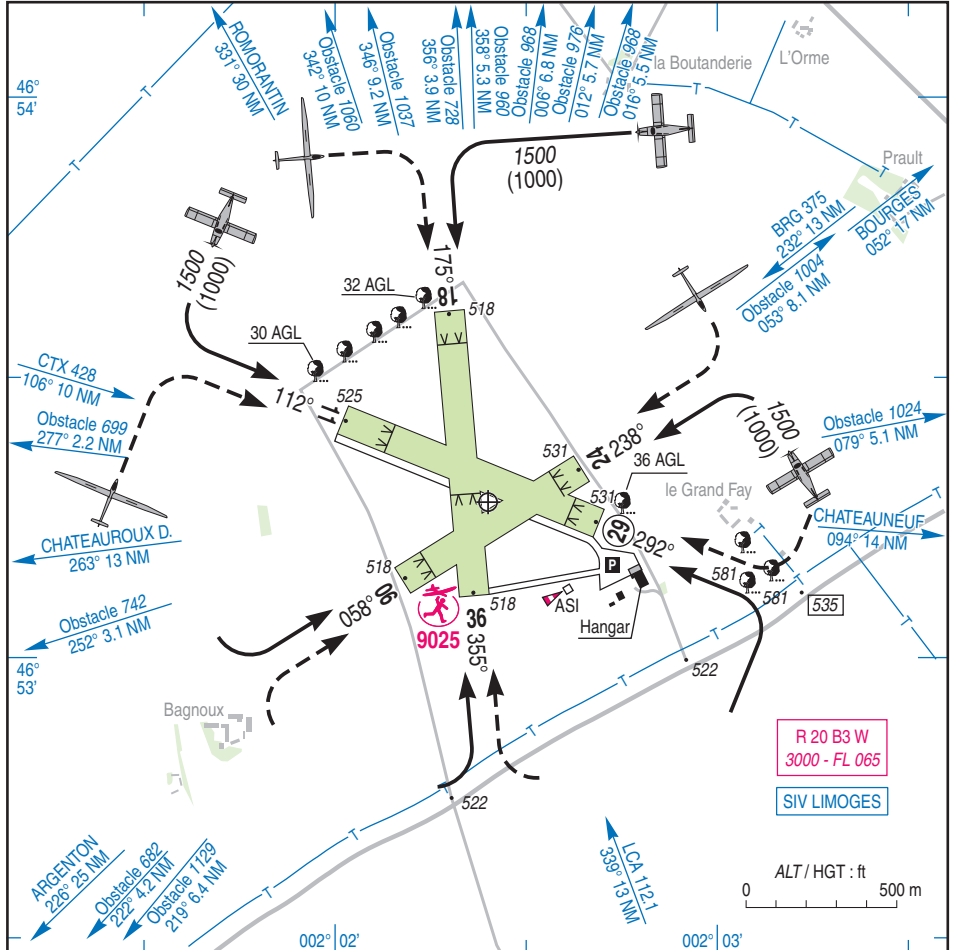 ROMORANTIN
331° 30 NM
Obstacle 1060
342° 10 NM
Obstacle 1037
346° 9.2 NM
Obstacle 728
356° 3.9 NM
Obstacle 960
358° 5.3 NM
Obstacle 968
006° 6.8 NM
Obstacle 976
012° 5.7 NM
Obstacle 968
016° 5.5 NM
la Boutanderie
L'Orme
46°
54'
T
T
T
T
Prault
1500
(1000)
BRG 375
232° 13 NM
BOURGES
052° 17 NM
Obstacle 1004
053° 8.1 NM
1500
(1000)
175°
18
518
32 AGL
30 AGL
CTX 428
106° 10 NM
112°
11
525
Obstacle 699
277° 2.2 NM
1500
(1000)
Obstacle 1024
079° 5.1 NM
238°
24
531
36 AGL
531
le Grand Fay
29
292°
CHATEAUNEUF
094° 14 NM
T
T
CHATEAUROUX D.
263° 13 NM
518
06
058°
P
518
ASI
581
581
535
Hangar
9025
36
355°
Obstacle 742
252° 3.1 NM
46°
53'
T
522
T
Bagnoux
T
R 20 B3 W
3000 - FL 065
SIV LIMOGES
522
T
T
ARGENTON
226° 25 NM
Obstacle 682
222° 4.2 NM
Obstacle 1129
219° 6.4 NM
LCA 112.1
339° 13 NM
ALT / HGT : ft
0 500 m
T
002° 02'
002° 03'